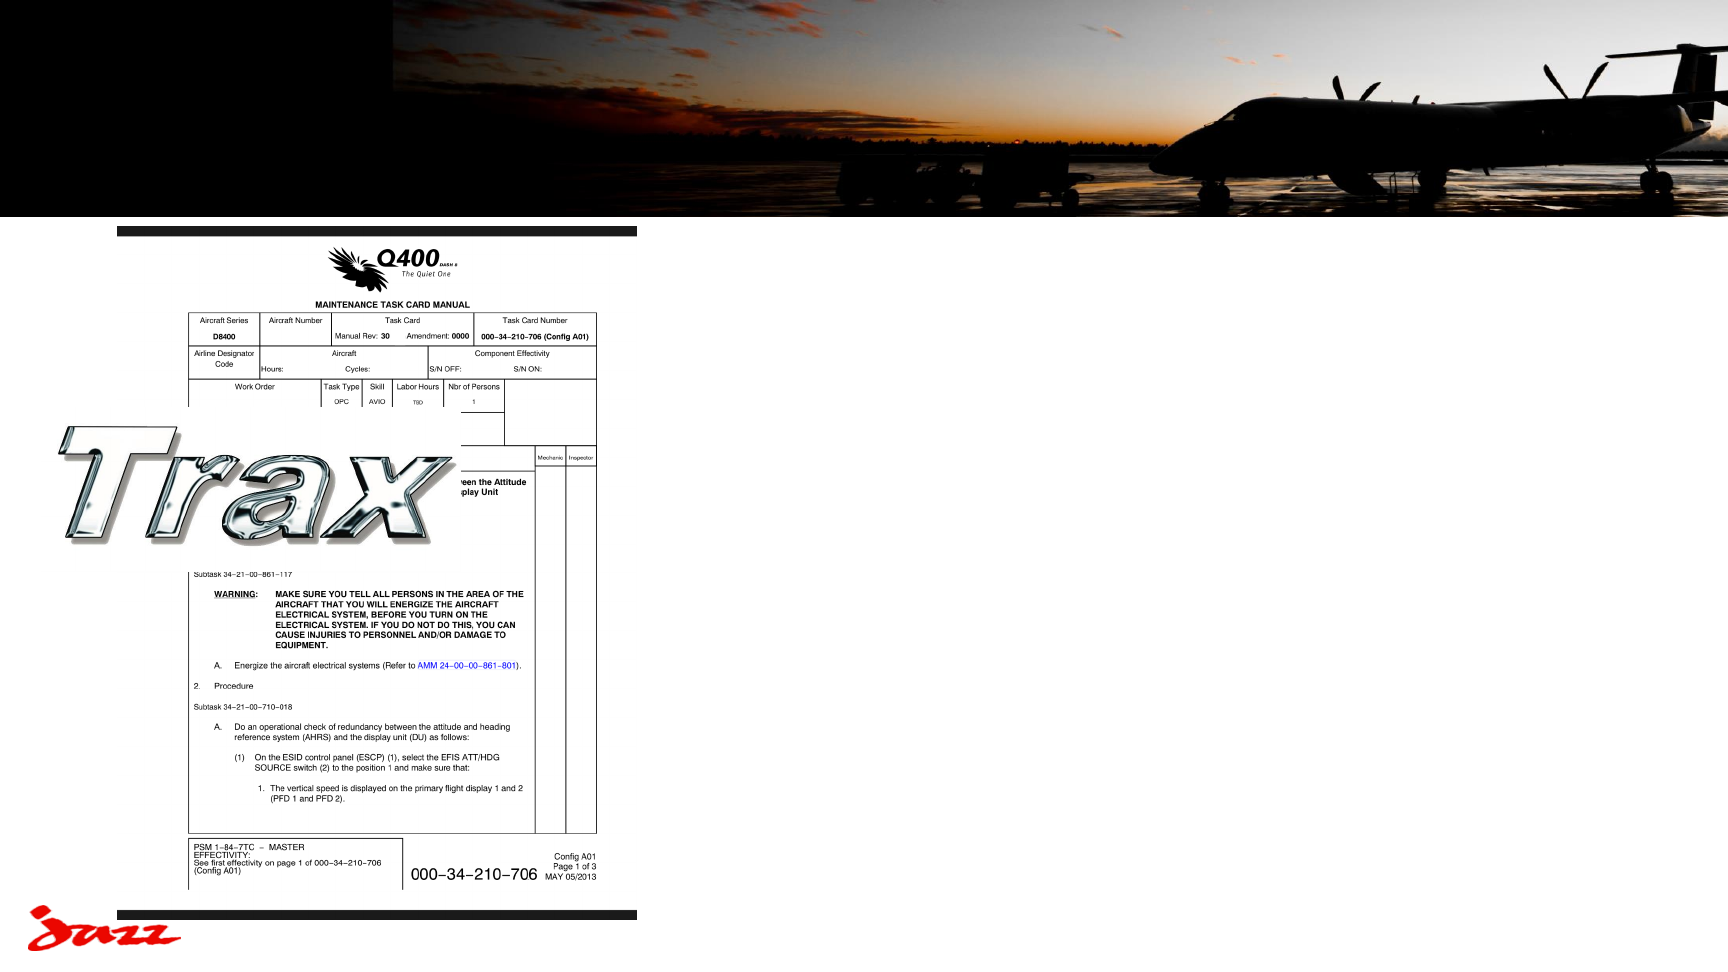 Q400 DASH 8
The Quiet One
MAINTENANCE TASK CARD MANUAL
Aircraft Series Aircraft Number Task Card Task Card Number
D8400 Manual Rev: 30 Amendment: 0000 000-34-210-706 (Config A01)
Airline Designator Code Aircraft Component Effectivity
Hours: Cycles: S/N OFF: S/N ON:
Work Order Task Type Skill Labor Hours Nbr of Persons
OPC AVIO TBD 1
Mechanic Inspector
een the Attitude
play Unit
Trax
Subtask 34-21-00-861-117
WARNING: MAKE SURE YOU TELL ALL PERSONS IN THE AREA OF THE
AIRCRAFT THAT YOU WILL ENERGIZE THE AIRCRAFT
ELECTRICAL SYSTEM, BEFORE YOU TURN ON THE
ELECTRICAL SYSTEM. IF YOU DO NOT DO THIS, YOU CAN
CAUSE INJURIES TO PERSONNEL AND/OR DAMAGE TO
EQUIPMENT.
A. Energize the aircraft electrical systems (Refer to AMM 24-00-00-861-801).
2. Procedure
Subtask 34-21-00-710-018
A. Do an operational check of redundancy between the attitude and heading
reference system (AHRS) and the display unit (DU) as follows:
(1) On the ESID control panel (ESCP) (1), select the EFIS ATT/HDG
SOURCE switch (2) to the position 1 and make sure that:
1. The vertical speed is displayed on the primary flight display 1 and 2
(PFD 1 and PFD 2).
PSM 1-84-7TC - MASTER
EFFECTIVITY:
See first effectivity on page 1 of 000-34-210-706
(Config A01)
000-34-210-706
Config A01
Page 1 of 3
MAY 05/2013
Jazz